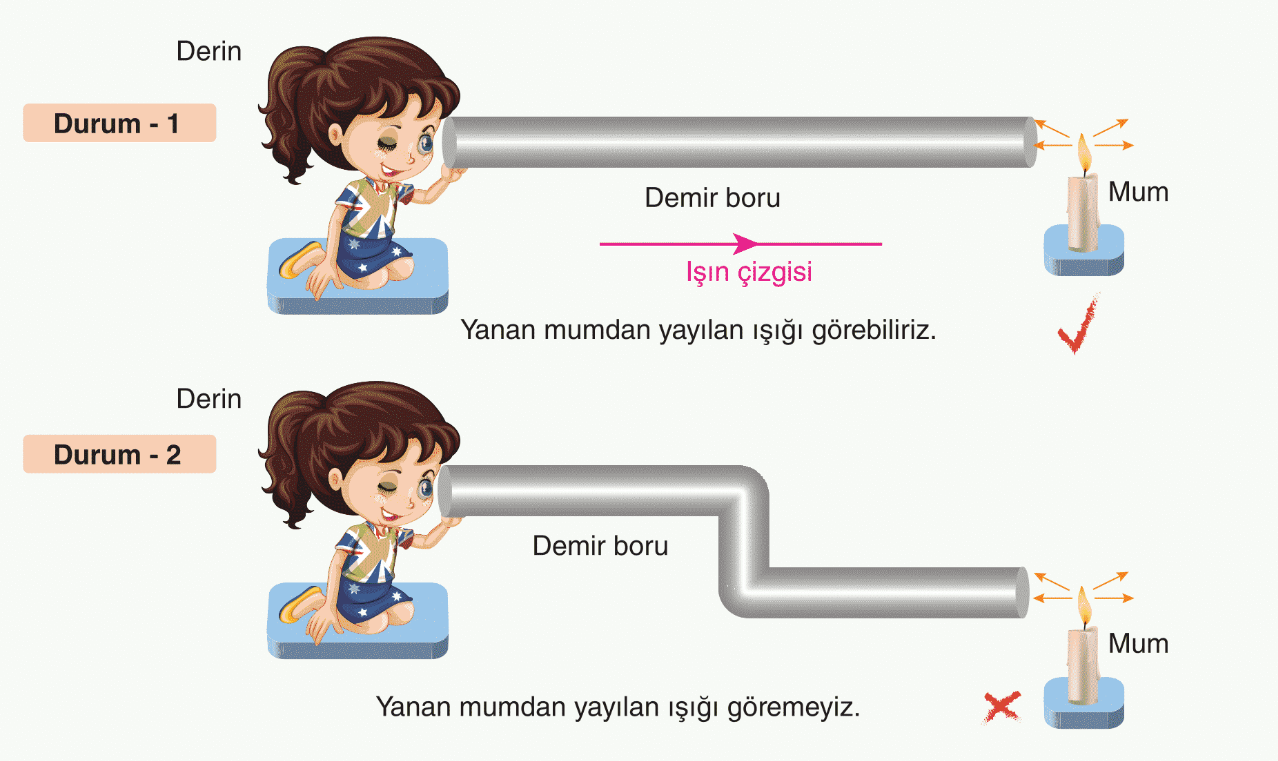 Derin
Durum - 1
Demir boru
Mum
Işın çizgisi
Yanan mumdan yayılan ışığı görebiliriz.
Derin
Durum - 2
Demir boru
Mum
Yanan mumdan yayılan ışığı göremeyiz.